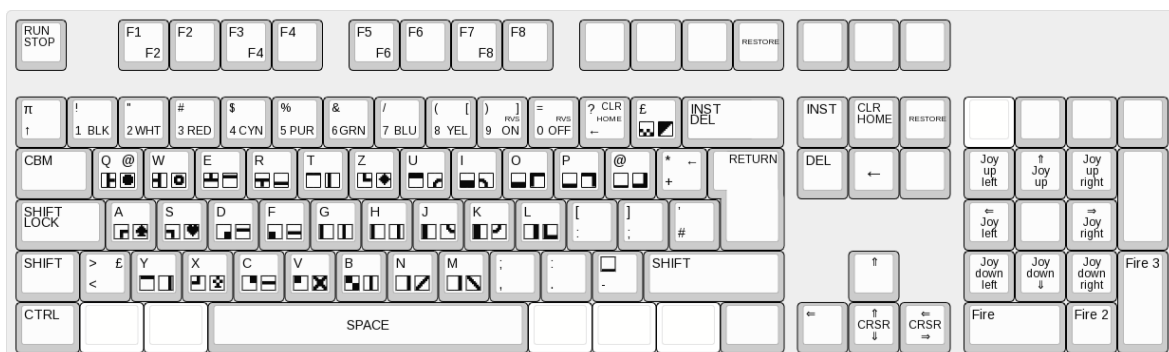 RUN
STOP
F1
F2
F2
F3
F4
F4
F5
F6
F6
F7
F8
F8
RESTORE
π
↑
!
1 BLK
"
2 WHT
#
3 RED
$
4 CYN
%
5 PUR
&
6 GRN
/
7 BLU
( [
8 YEL
) ]
RVS
9 ON
=
RVS
0 OFF
? CLR
HOME
←
£
INST
DEL
INST
CLR
HOME
RESTORE
CBM
Q @
W
E
R
T
Z
U
I
O
P
@
* ←
+
RETURN
DEL
←
Joy
up
left
⇑
Joy
up
Joy
up
right
SHIFT
LOCK
A
S
D
F
G
H
J
K
L
[
:
]
;
'
#
⇐
Joy
left
⇒
Joy
right
SHIFT
> £
<
Y
X
C
V
B
N
M
;
,
:
.
-
SHIFT
⇑
Joy
down
left
Joy
down
⇓
Joy
down
right
Fire 3
CTRL
SPACE
⇐
⇑
CRSR
⇓
⇐
CRSR
⇒
Fire
Fire 2